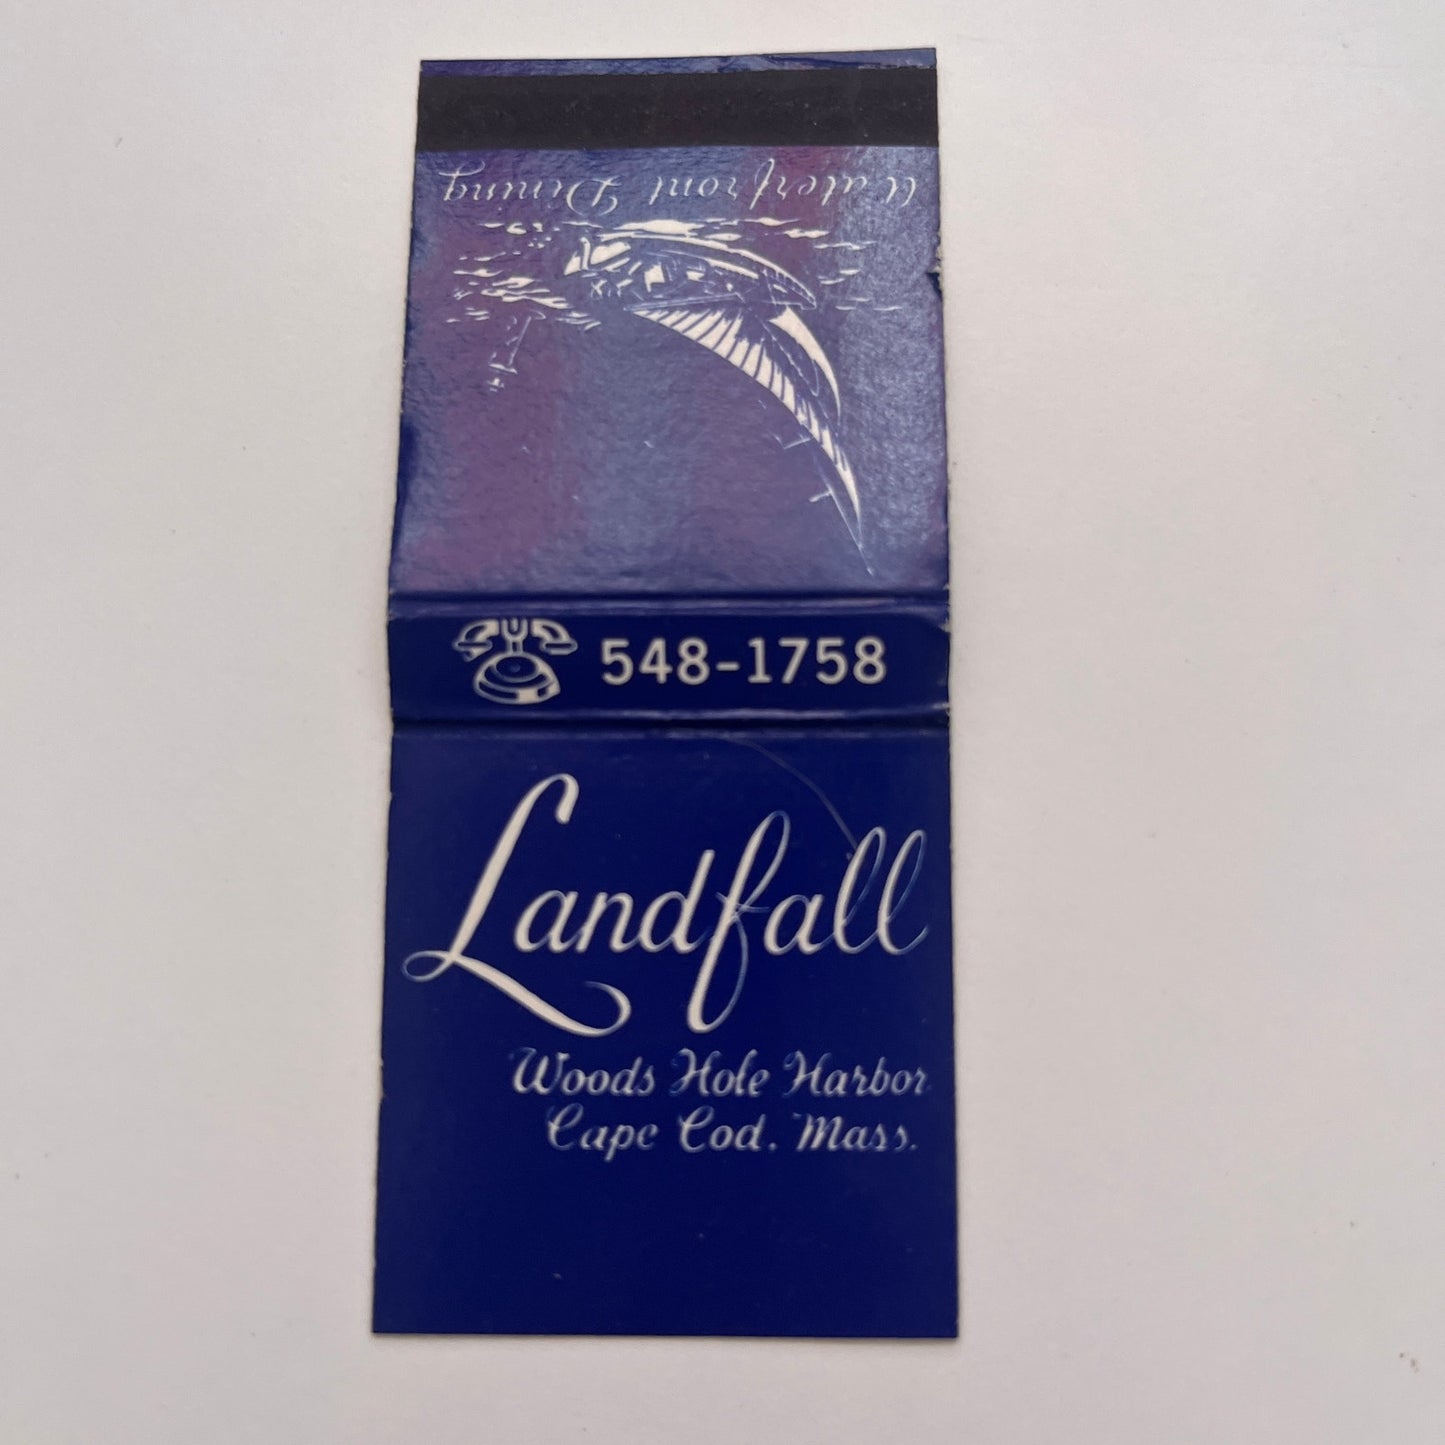 Waterfront Dining
548-1758
Landfall
Woods Hole Harbor
Cape Cod, Mass.